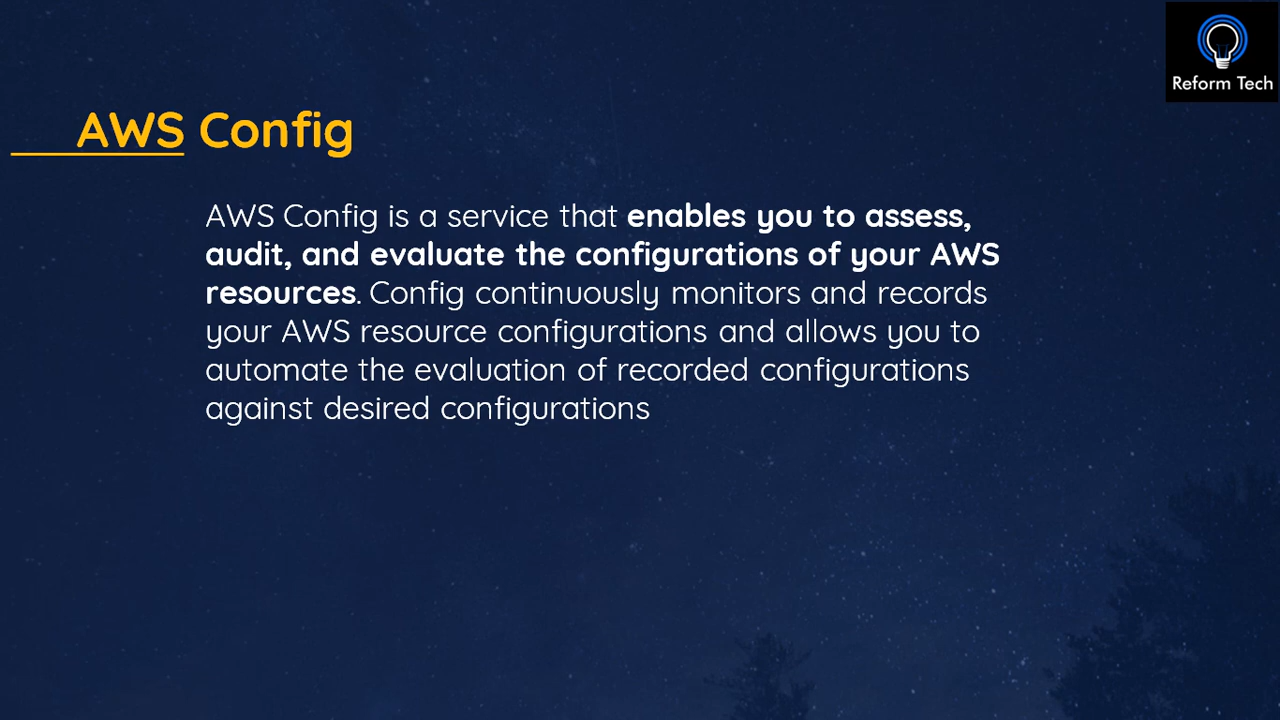 Reform Tech
AWS Config
AWS Config is a service that enables you to assess,
audit, and evaluate the configurations of your AWS
resources. Config continuously monitors and records
your AWS resource configurations and allows you to
automate the evaluation of recorded configurations
against desired configurations